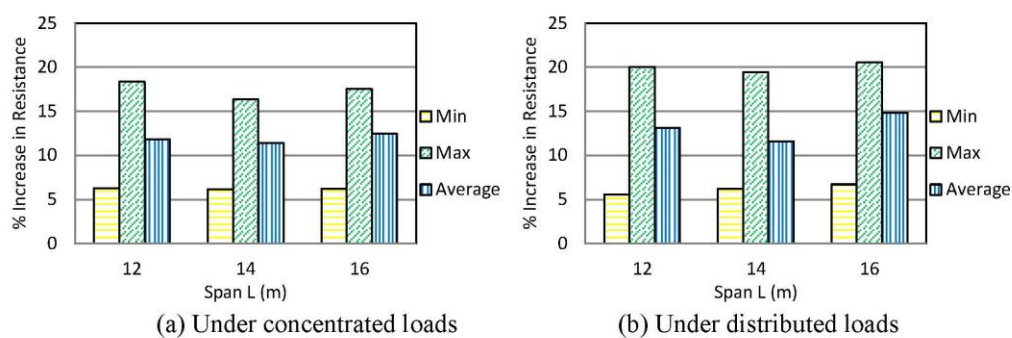 % Increase in Resistance
25
20
15
10
5
0
12 14 16
Span L (m)
Min
Max
Average
(a) Under concentrated loads
% Increase in Resistance
25
20
15
10
5
0
12 14 16
Span L (m)
Min
Max
Average
(b) Under distributed loads